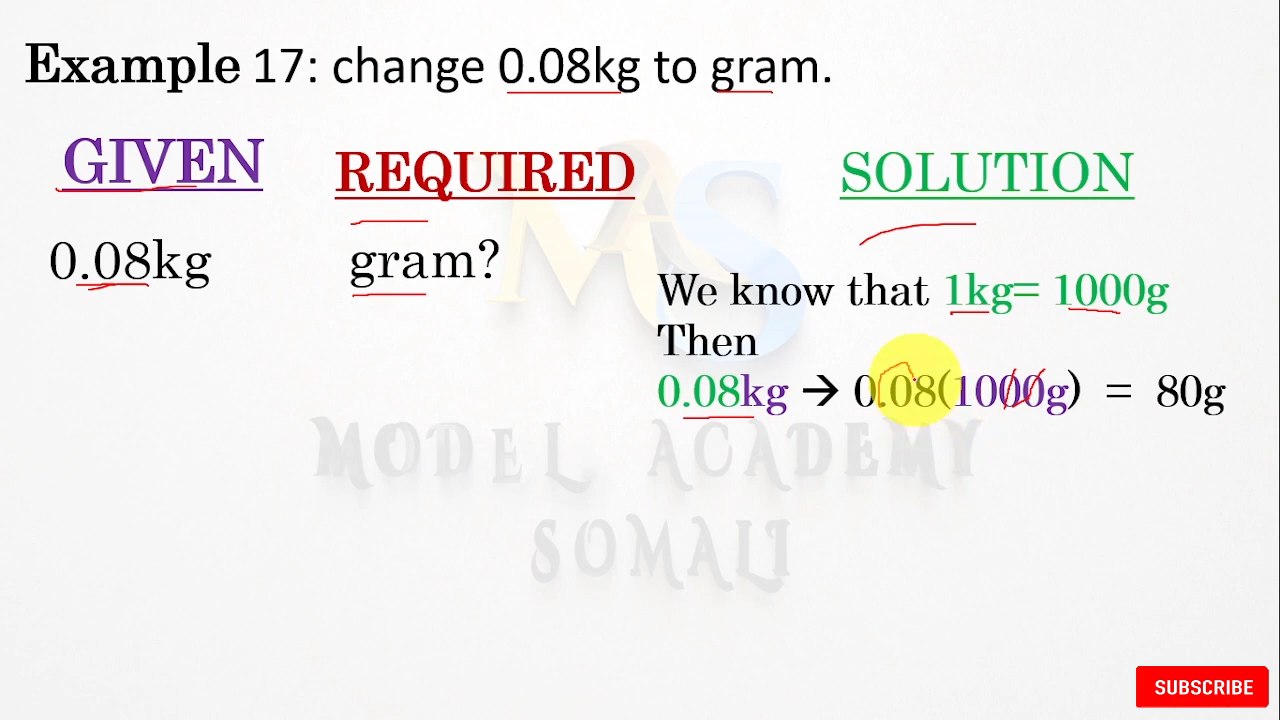 Example 17: change 0.08kg to gram.
GIVEN
REQUIRED
SOLUTION
0.08kg
gram?
We know that 1kg= 1000g
Then
0.08kg → 0.08(1000g) = 80g
MAS
MODEL ACADEMY
SOMALI
SUBSCRIBE